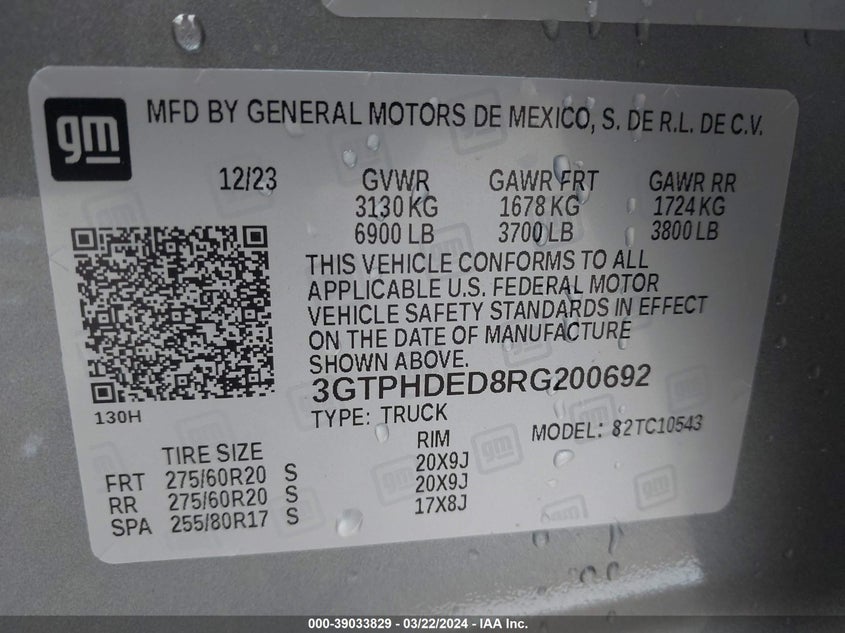 gm
MFD BY GENERAL MOTORS DE MEXICO, S. DE R.L. DE C.V.
12/23 GVWR GAWR FRT GAWR RR
3130 KG 1678 KG 1724 KG
6900 LB 3700 LB 3800 LB
THIS VEHICLE CONFORMS TO ALL
APPLICABLE U.S. FEDERAL MOTOR
VEHICLE SAFETY STANDARDS IN EFFECT
ON THE DATE OF MANUFACTURE
SHOWN ABOVE.
3GTPHDED8RG200692
130H
TYPE: TRUCK MODEL: 82TC10543
TIRE SIZE RIM
FRT 275/60R20 S 20X9J
RR 275/60R20 S 20X9J
SPA 255/80R17 S 17X8J
000-39033829 - 03/22/2024 - IAA Inc.